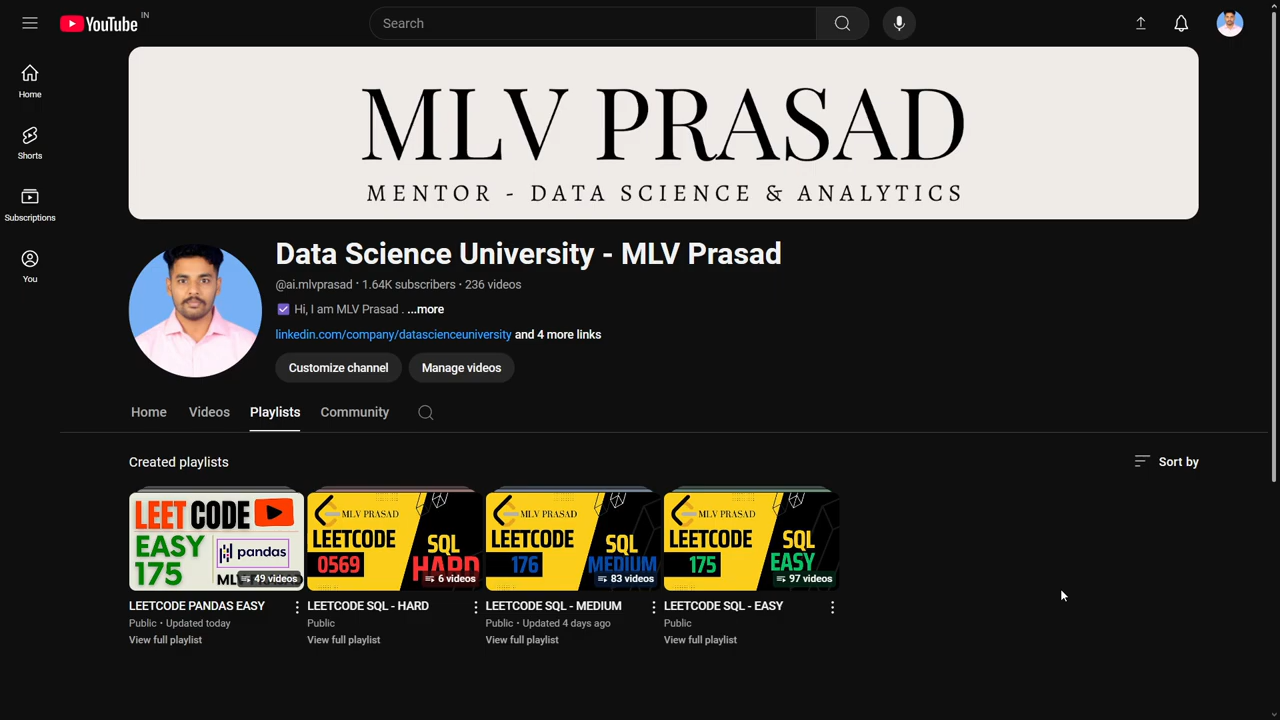 YouTube IN
Search
Home
Shorts
Subscriptions
You
MLV PRASAD
MENTOR - DATA SCIENCE & ANALYTICS
Data Science University - MLV Prasad
@ai.mlvprasad · 1.64K subscribers · 236 videos
Hi, I am MLV Prasad . ...more
linkedin.com/company/datascienceuniversity and 4 more links
Customize channel Manage videos
Home Videos Playlists Community
Created playlists Sort by
LEETCODE
EASY
175
pandas
49 videos
LEETCODE PANDAS EASY
Public • Updated today
View full playlist
MLV PRASAD
LEETCODE
0569
SQL
HARD
6 videos
LEETCODE SQL - HARD
Public
View full playlist
MLV PRASAD
LEETCODE
176
SQL
MEDIUM
83 videos
LEETCODE SQL - MEDIUM
Public • Updated 4 days ago
View full playlist
MLV PRASAD
LEETCODE
175
SQL
EASY
97 videos
LEETCODE SQL - EASY
Public
View full playlist